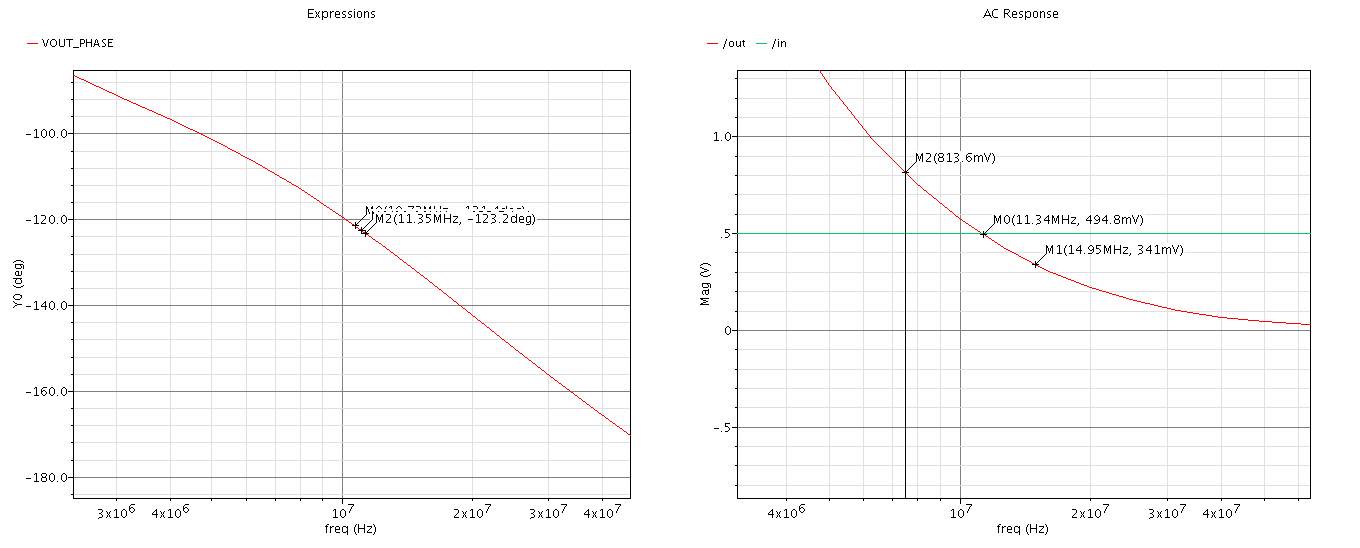 Expressions
VOUT_PHASE
-100.0
-120.0
-140.0
-160.0
-180.0
Y0 (deg)
M2(11.35MHz, -123.2deg)
3x10^6
4x10^6
10^7
2x10^7
3x10^7
4x10^7
freq (Hz)
AC Response
/out /in
1.0
.5
0
-.5
Mag (V)
M2(813.6mV)
M0(11.34MHz, 494.8mV)
M1(14.95MHz, 341mV)
4x10^6
10^7
2x10^7
3x10^7
4x10^7
freq (Hz)